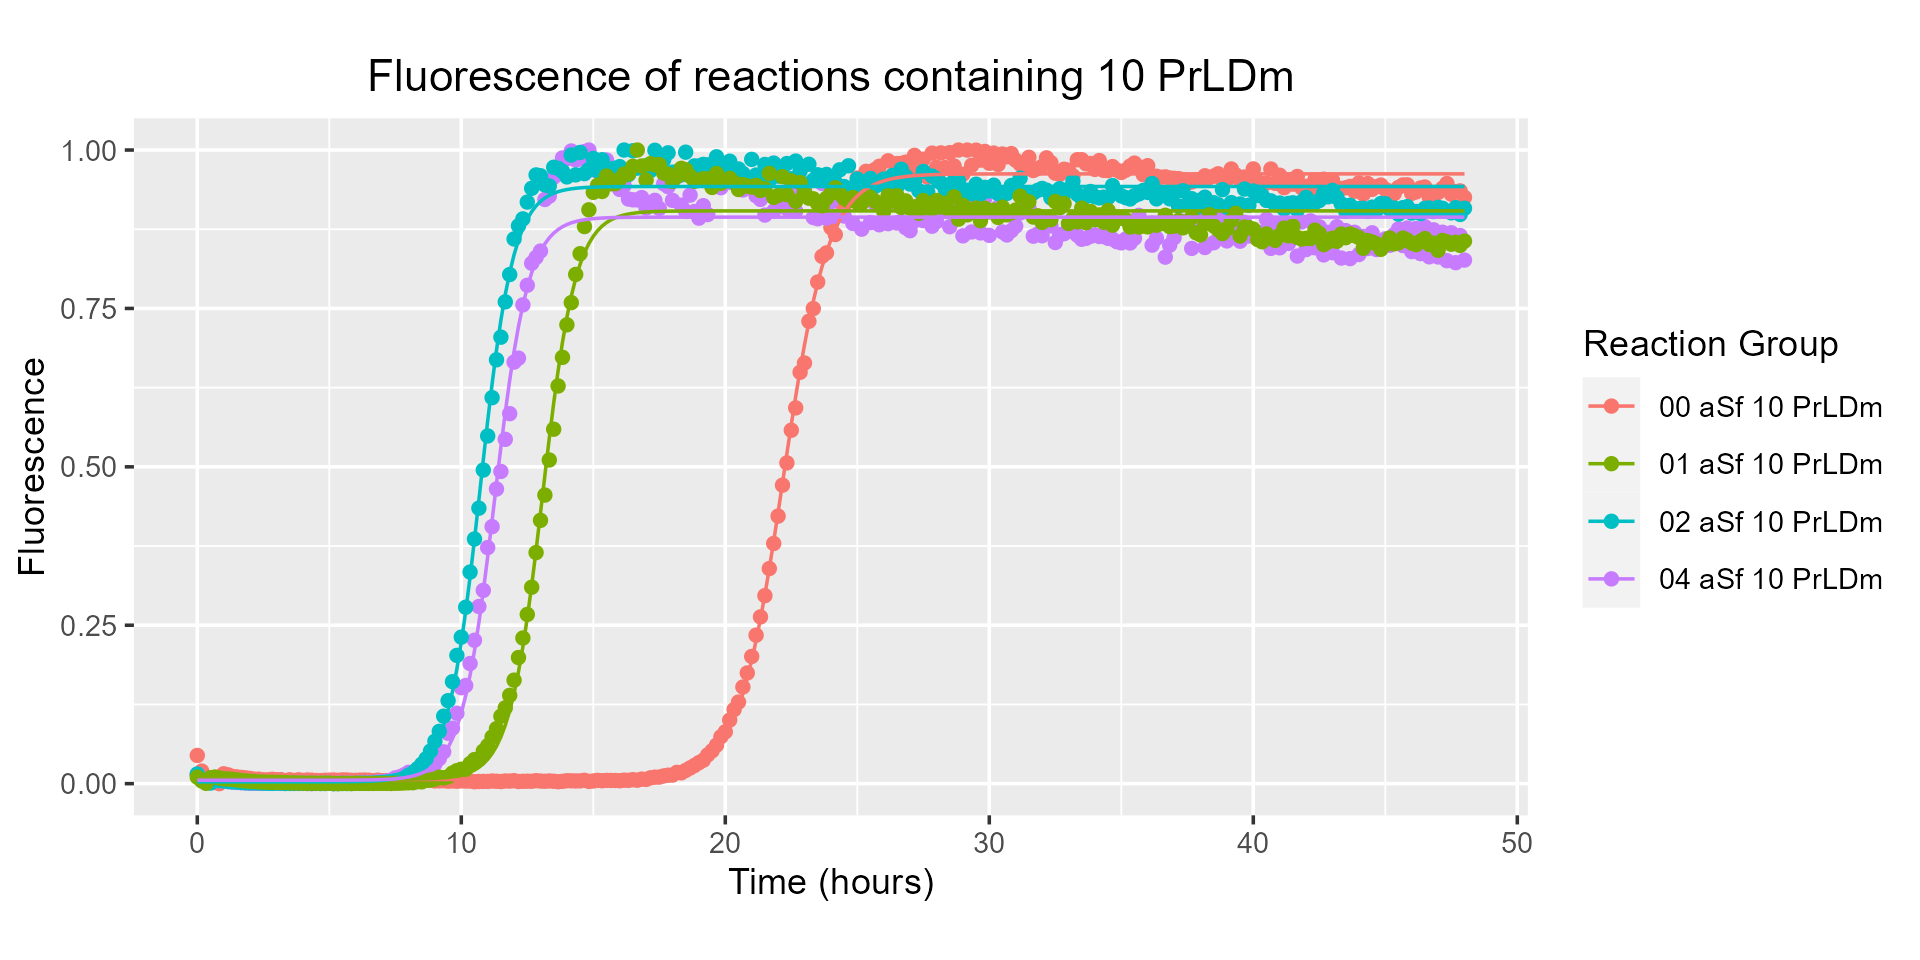 Fluorescence of reactions containing 10 PrLDm
1.00
0.75
0.50
0.25
0.00
Fluorescence
0 10 20 30 40 50
Time (hours)
Reaction Group
00 aSf 10 PrLDm
01 aSf 10 PrLDm
02 aSf 10 PrLDm
04 aSf 10 PrLDm